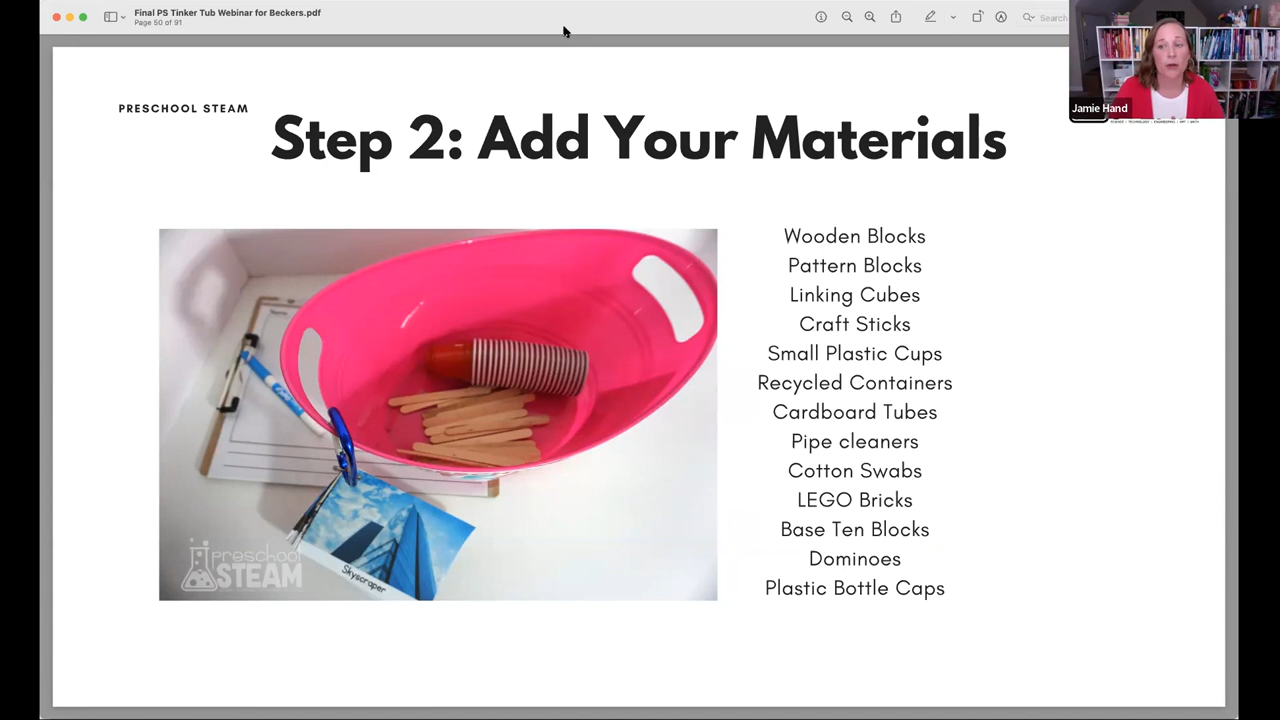 Final PS Tinker Tub Webinar for Beckers.pdf
Page 50 of 91
Search
Jamie Hand
PRESCHOOL STEAM
Step 2: Add Your Materials
Wooden Blocks
Pattern Blocks
Linking Cubes
Craft Sticks
Small Plastic Cups
Recycled Containers
Cardboard Tubes
Pipe cleaners
Cotton Swabs
LEGO Bricks
Base Ten Blocks
Dominoes
Plastic Bottle Caps
preschool
STEAM
Skyscraper